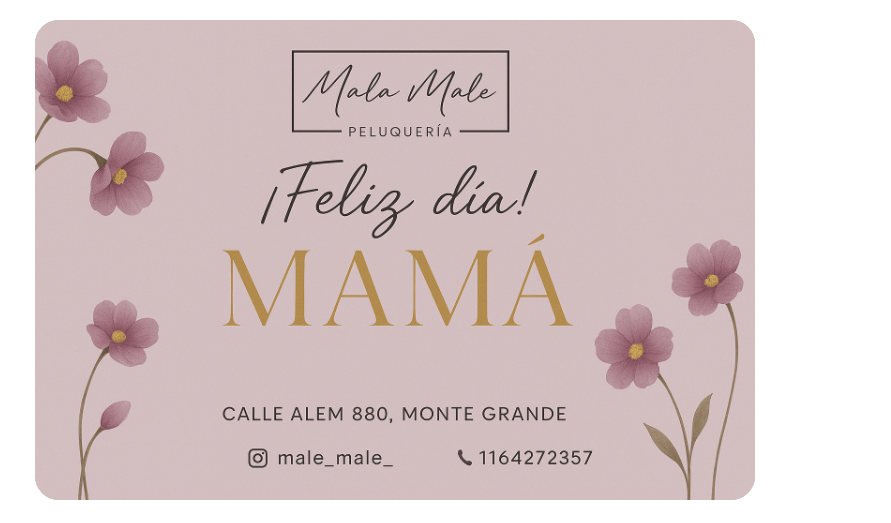 Mala Male
PELUQUERÍA
¡Feliz día!
MAMÁ
CALLE ALEM 880, MONTE GRANDE
male_male_
1164272357